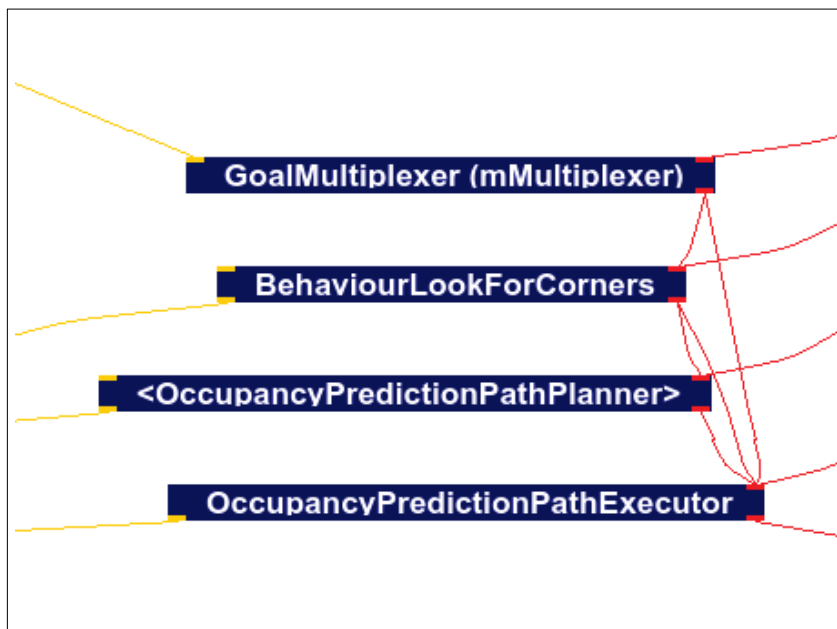 GoalMultiplexer (mMultiplexer)
BehaviourLookForCorners
<OccupancyPredictionPathPlanner>
OccupancyPredictionPathExecutor